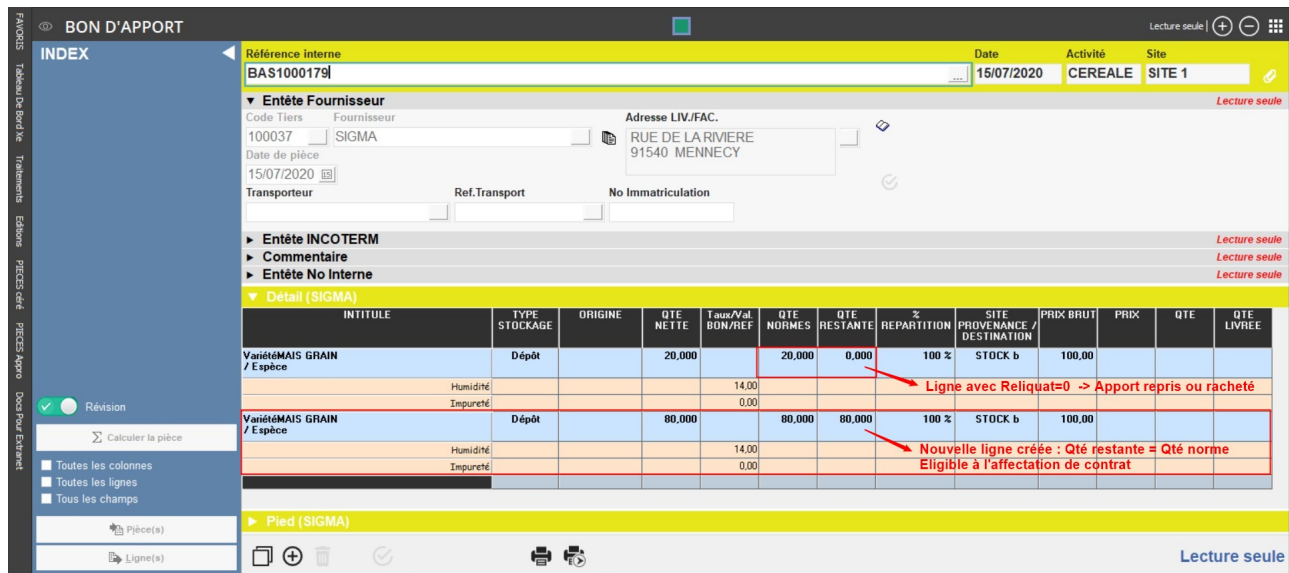 FAVORIS
Tableau De Bord Xe
Traitements
Editions
PIECES céré
PIECES Appro
Docs Pour Extranet
BON D'APPORT
Lecture seule |
INDEX
Référence interne
Date
Activité
Site
BAS1000179
...
15/07/2020
CEREALE
SITE 1
▼ Entête Fournisseur
Lecture seule
Code Tiers
Fournisseur
Adresse LIV./FAC.
100037
SIGMA
RUE DE LA RIVIERE
91540 MENNECY
Date de pièce
15/07/2020
Transporteur
Ref.Transport
No Immatriculation
► Entête INCOTERM
Lecture seule
► Commentaire
Lecture seule
► Entête No Interne
Lecture seule
▼ Détail (SIGMA)
INTITULE
TYPE STOCKAGE
ORIGINE
QTE NETTE
Taux/Val. BON/REF
QTE NORMES
QTE RESTANTE
% REPARTITION
SITE PROVENANCE / DESTINATION
PRIX BRUT
PRIX
QTE
QTE LIVREE
VariétéMAIS GRAIN
/ Espèce
Dépôt
20,000
20,000
0,000
100 %
STOCK b
100,00
Humidité
14,00
Ligne avec Reliquat=0 -> Apport repris ou racheté
Impureté
0,00
VariétéMAIS GRAIN
/ Espèce
Dépôt
80,000
80,000
80,000
100 %
STOCK b
100,00
Humidité
14,00
Nouvelle ligne créée : Qté restante = Qté norme
Impureté
0,00
Eligible à l'affectation de contrat
Révision
Σ Calculer la pièce
Toutes les colonnes
Toutes les lignes
Tous les champs
Pièce(s)
Ligne(s)
► Pied (SIGMA)
Lecture seule